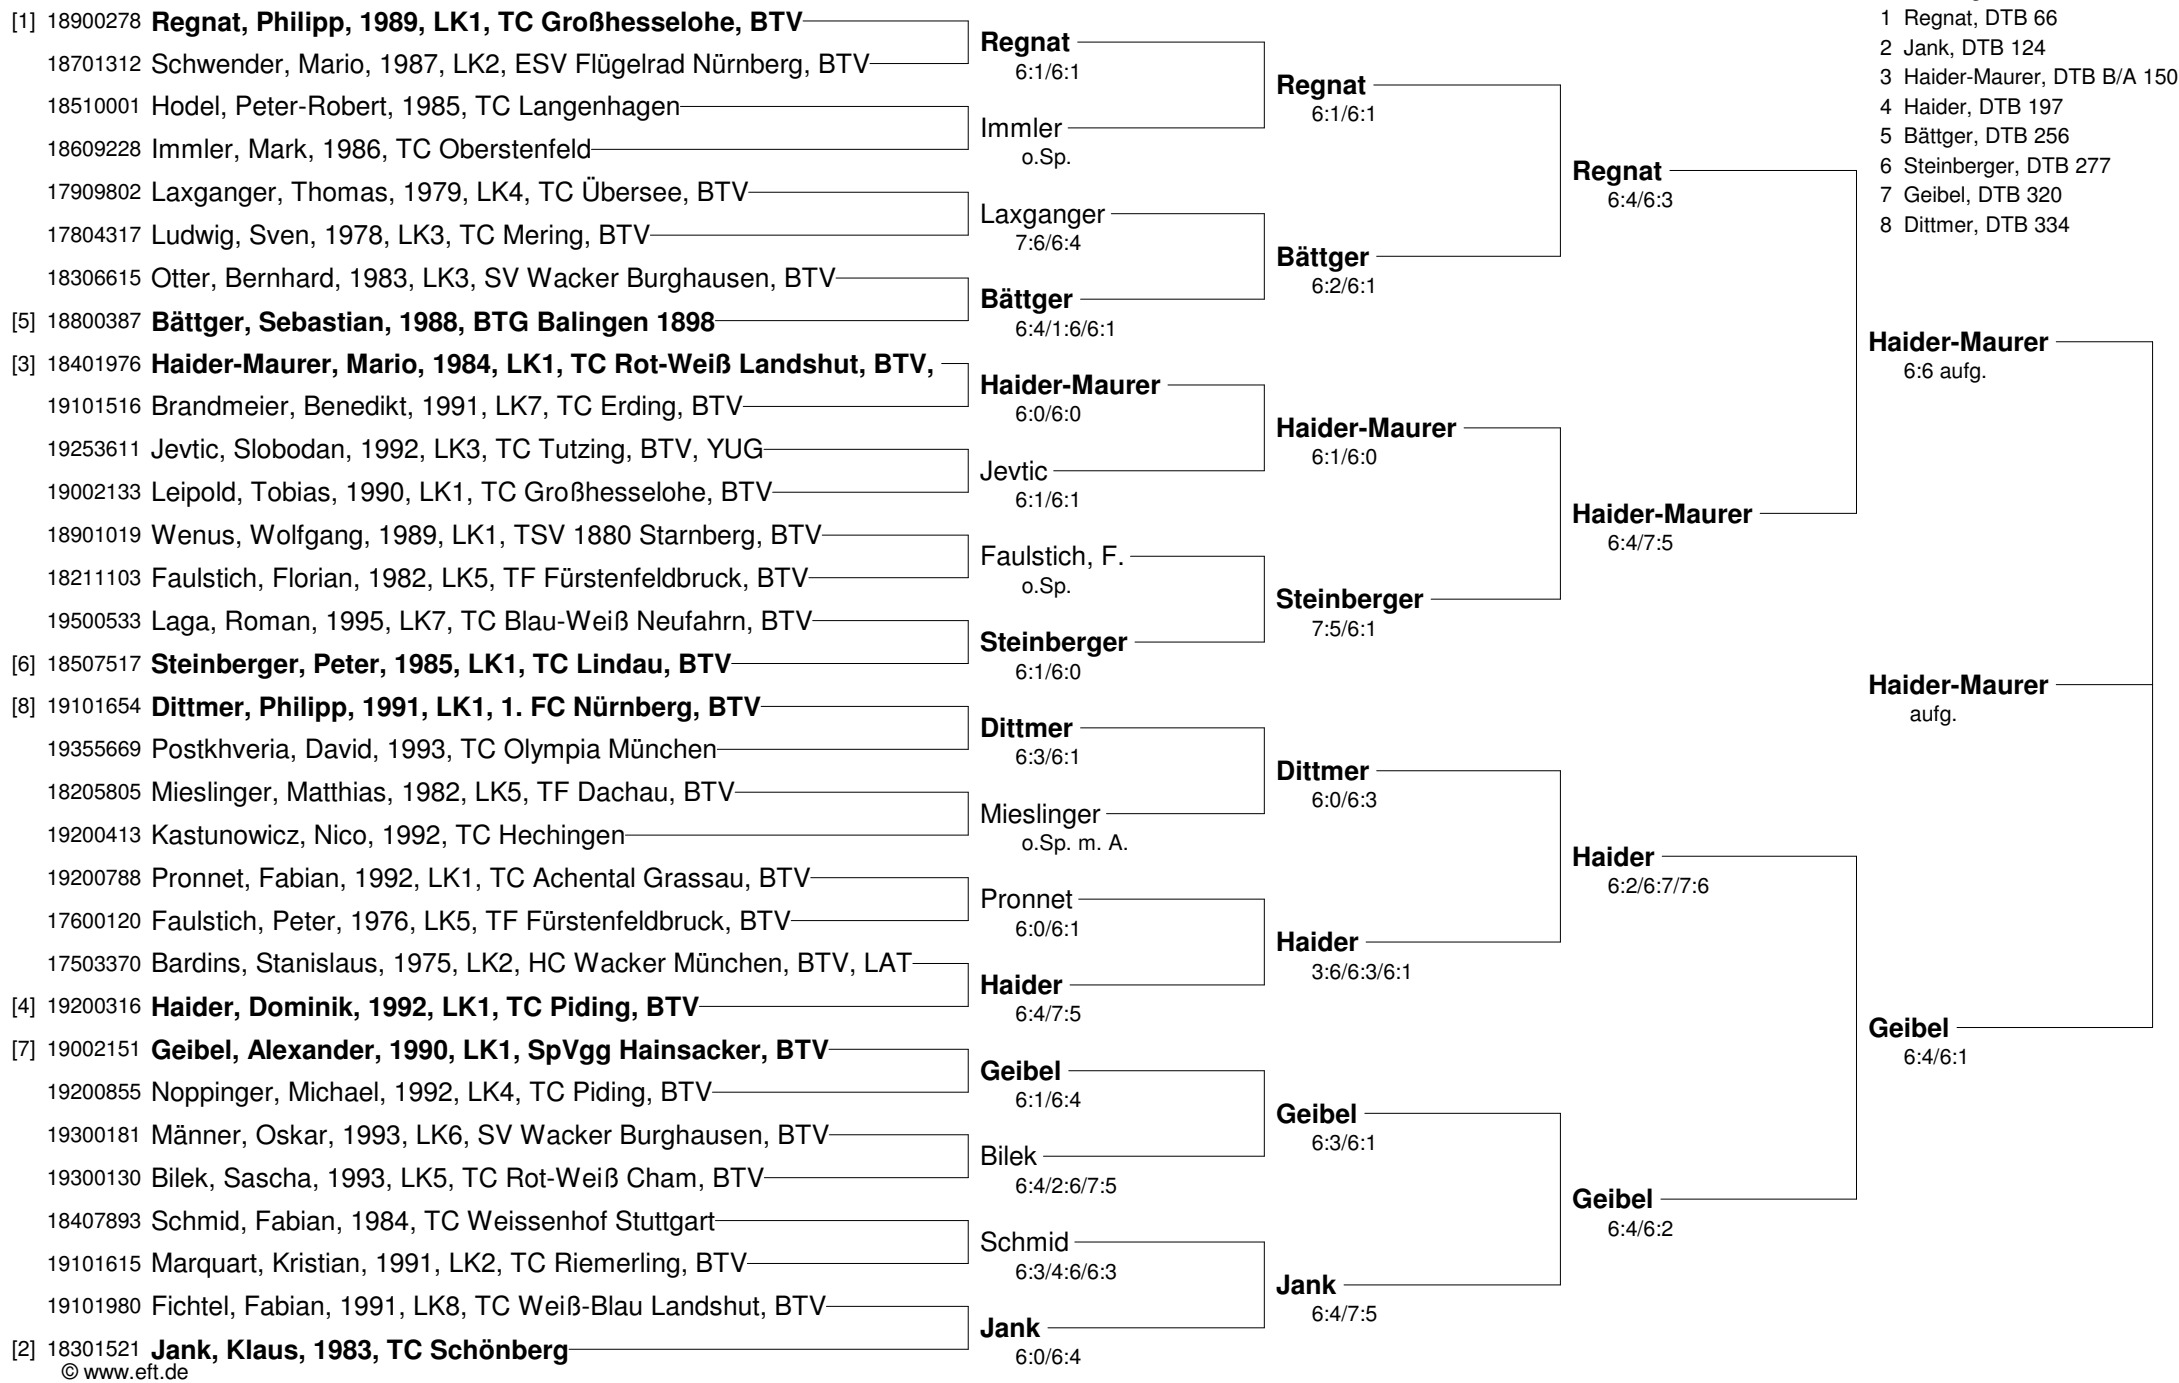 [1] 18900278 Regnat, Philipp, 1989, LK1, TC Großhesselohe, BTV
18701312 Schwender, Mario, 1987, LK2, ESV Flügelrad Nürnberg, BTV
18510001 Hodel, Peter-Robert, 1985, TC Langenhagen
18609228 Immler, Mark, 1986, TC Oberstenfeld
17909802 Laxganger, Thomas, 1979, LK4, TC Übersee, BTV
17804317 Ludwig, Sven, 1978, LK3, TC Mering, BTV
18306615 Otter, Bernhard, 1983, LK3, SV Wacker Burghausen, BTV
[5] 18800387 Bättger, Sebastian, 1988, BTG Balingen 1898
[3] 18401976 Haider-Maurer, Mario, 1984, LK1, TC Rot-Weiß Landshut, BTV,
19101516 Brandmeier, Benedikt, 1991, LK7, TC Erding, BTV
19253611 Jevtic, Slobodan, 1992, LK3, TC Tutzing, BTV, YUG
19002133 Leipold, Tobias, 1990, LK1, TC Großhesselohe, BTV
18901019 Wenus, Wolfgang, 1989, LK1, TSV 1880 Starnberg, BTV
18211103 Faulstich, Florian, 1982, LK5, TF Fürstenfeldbruck, BTV
19500533 Laga, Roman, 1995, LK7, TC Blau-Weiß Neufahrn, BTV
[6] 18507517 Steinberger, Peter, 1985, LK1, TC Lindau, BTV
[8] 19101654 Dittmer, Philipp, 1991, LK1, 1. FC Nürnberg, BTV
19355669 Postkhveria, David, 1993, TC Olympia München
18205805 Mieslinger, Matthias, 1982, LK5, TF Dachau, BTV
19200413 Kastunowicz, Nico, 1992, TC Hechingen
19200788 Pronnet, Fabian, 1992, LK1, TC Achental Grassau, BTV
17600120 Faulstich, Peter, 1976, LK5, TF Fürstenfeldbruck, BTV
17503370 Bardins, Stanislaus, 1975, LK2, HC Wacker München, BTV, LAT
[4] 19200316 Haider, Dominik, 1992, LK1, TC Piding, BTV
[7] 19002151 Geibel, Alexander, 1990, LK1, SpVgg Hainsacker, BTV
19200855 Noppinger, Michael, 1992, LK4, TC Piding, BTV
19300181 Männer, Oskar, 1993, LK6, SV Wacker Burghausen, BTV
19300130 Bilek, Sascha, 1993, LK5, TC Rot-Weiß Cham, BTV
18407893 Schmid, Fabian, 1984, TC Weissenhof Stuttgart
19101615 Marquart, Kristian, 1991, LK2, TC Riemerling, BTV
19101980 Fichtel, Fabian, 1991, LK8, TC Weiß-Blau Landshut, BTV
[2] 18301521 Jank, Klaus, 1983, TC Schönberg
© www.eft.de
Regnat
6:1/6:1
Immler
o.Sp.
Laxganger
7:6/6:4
Bättger
6:4/1:6/6:1
Haider-Maurer
6:0/6:0
Jevtic
6:1/6:1
Faulstich, F.
o.Sp.
Steinberger
6:1/6:0
Dittmer
6:3/6:1
Mieslinger
o.Sp. m. A.
Pronnet
6:0/6:1
Haider
6:4/7:5
Geibel
6:1/6:4
Bilek
6:4/2:6/7:5
Schmid
6:3/4:6/6:3
Jank
6:0/6:4
Regnat
6:1/6:1
Bättger
6:2/6:1
Haider-Maurer
6:1/6:0
Steinberger
7:5/6:1
Dittmer
6:0/6:3
Haider
3:6/6:3/6:1
Geibel
6:3/6:1
Jank
6:4/7:5
Regnat
6:4/6:3
Haider-Maurer
6:4/7:5
Haider
6:2/6:7/7:6
Geibel
6:4/6:2
Haider-Maurer
6:6 aufg.
Geibel
6:4/6:1
Haider-Maurer
aufg.
1 Regnat, DTB 66
2 Jank, DTB 124
3 Haider-Maurer, DTB B/A 150
4 Haider, DTB 197
5 Bättger, DTB 256
6 Steinberger, DTB 277
7 Geibel, DTB 320
8 Dittmer, DTB 334